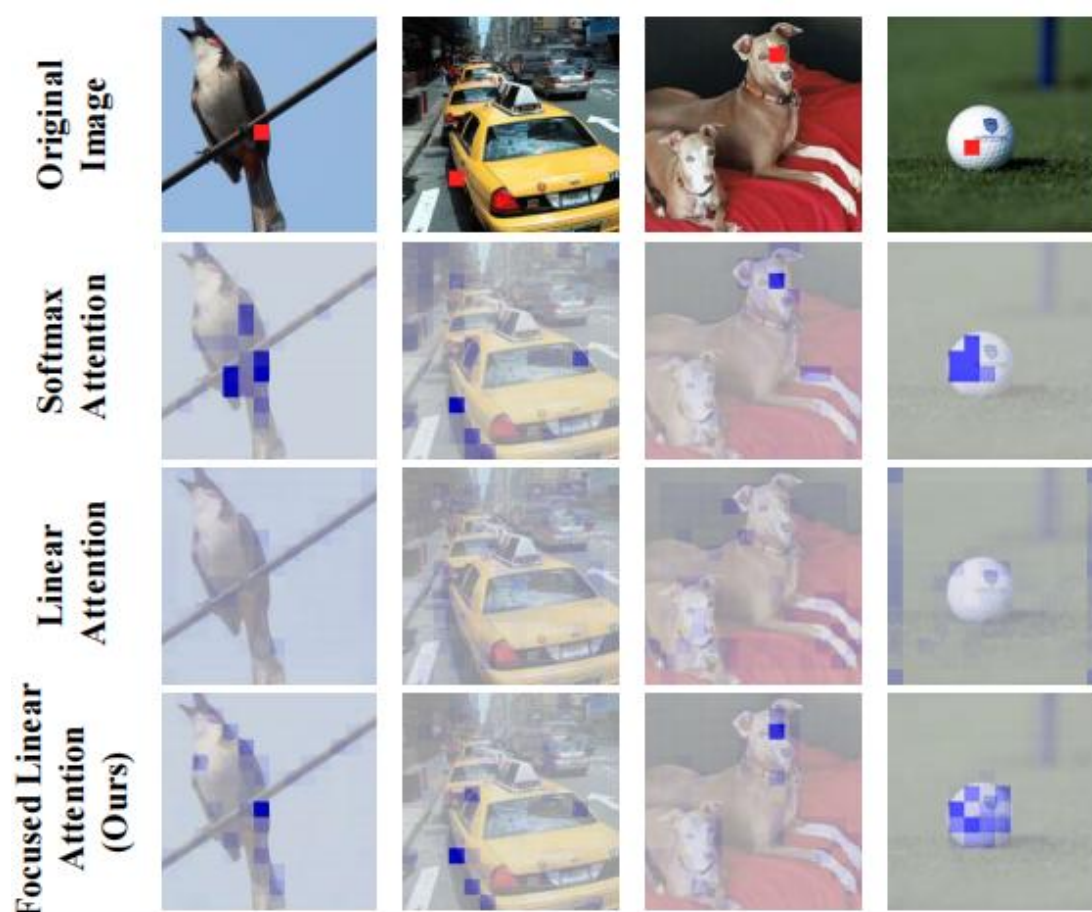 Original
Image
Softmax
Attention
Linear
Attention
Focused Linear
Attention
(Ours)